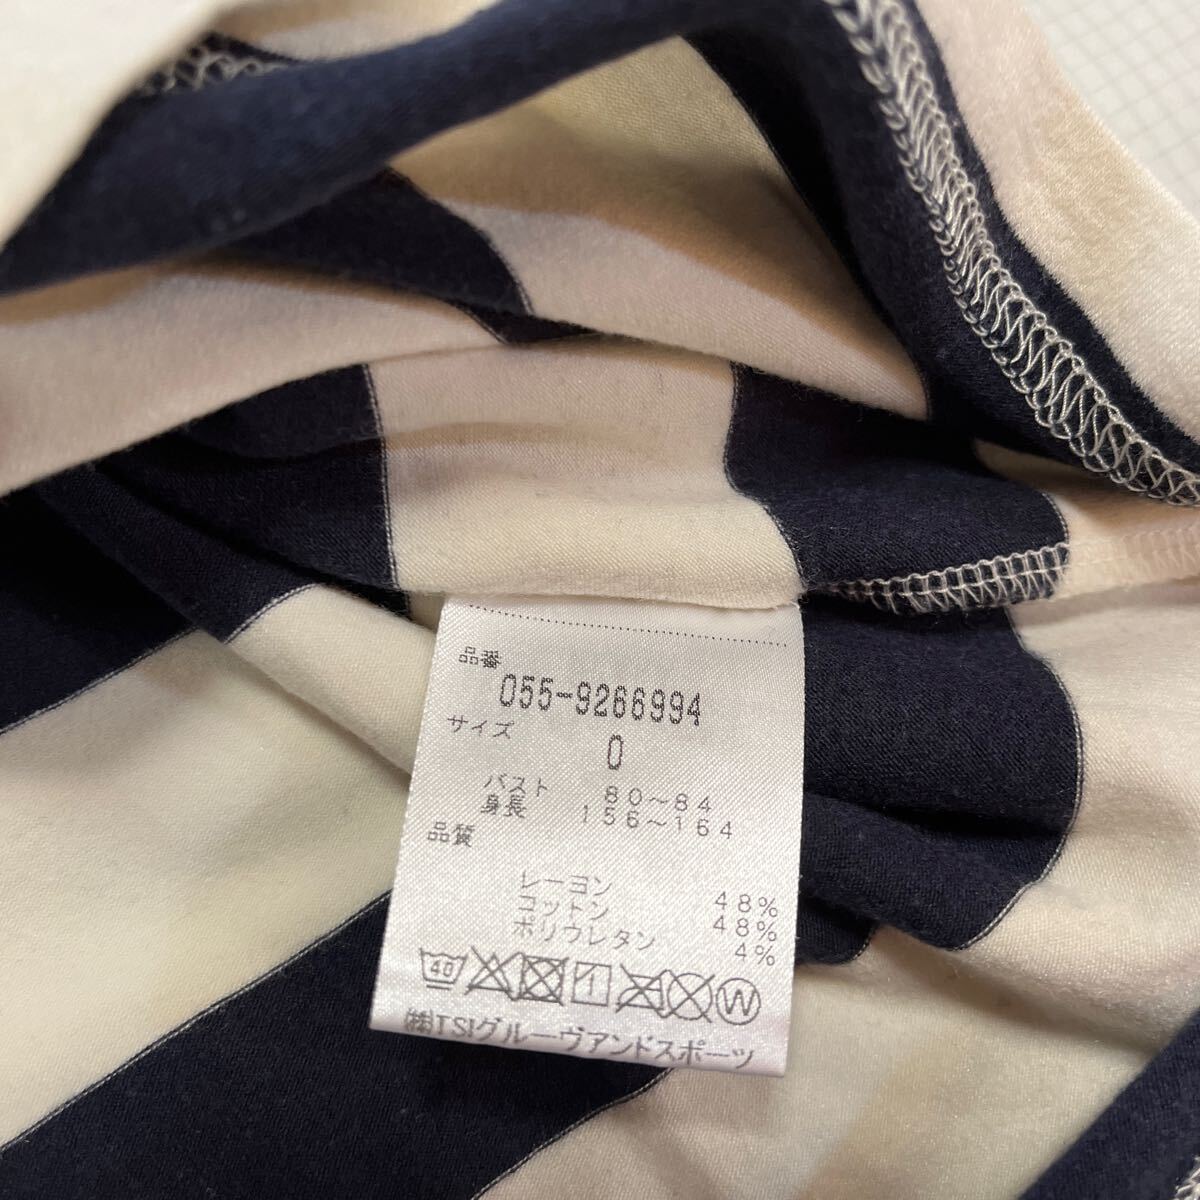 品番
055-9266994
サイズ
0
バスト 80～84
身長 156～164
品質
レーヨン 48%
コットン 48%
ポリウレタン 4%
40 1 W
㈱TSIグルーヴアンドスポーツ